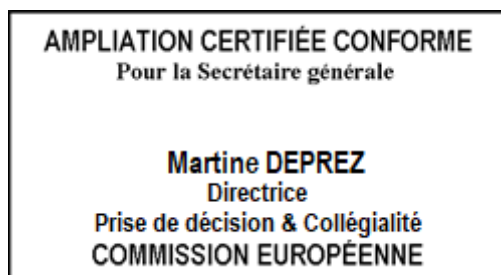 AMPLIATION CERTIFIÉE CONFORME
Pour la Secrétaire générale
Martine DEPREZ
Directrice
Prise de décision & Collégialité
COMMISSION EUROPÉENNE